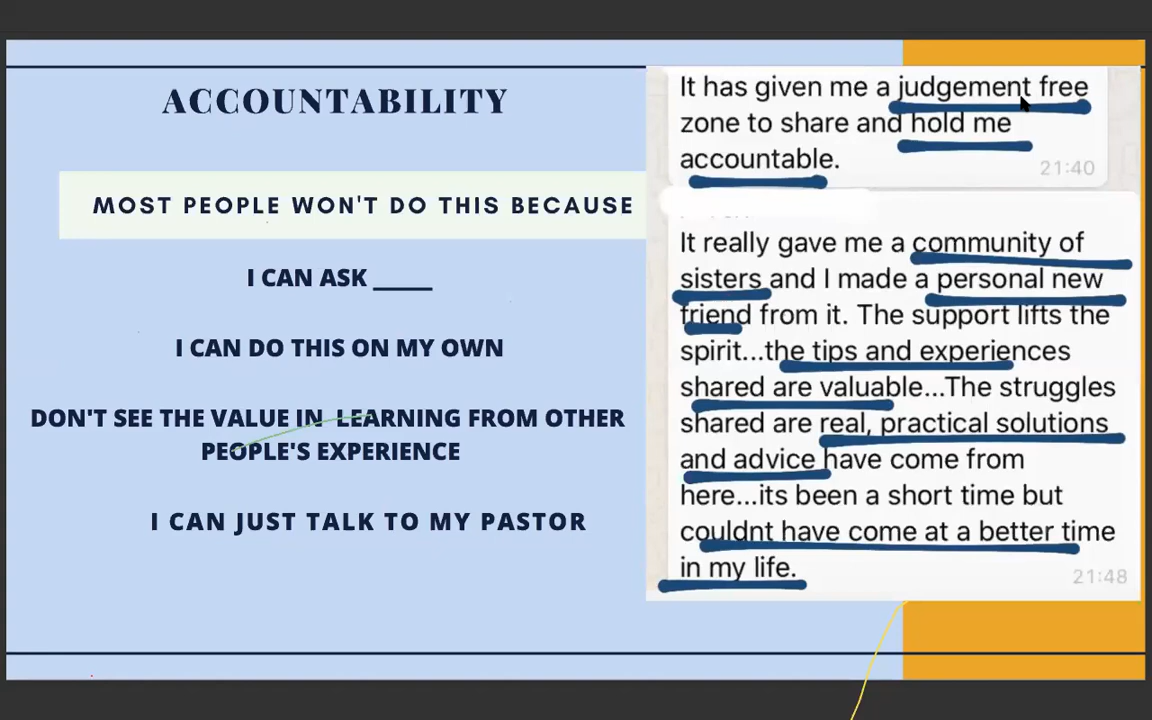 ACCOUNTABILITY
MOST PEOPLE WON'T DO THIS BECAUSE
I CAN ASK _____
I CAN DO THIS ON MY OWN
DON'T SEE THE VALUE IN LEARNING FROM OTHER
PEOPLE'S EXPERIENCE
I CAN JUST TALK TO MY PASTOR
It has given me a judgement free
zone to share and hold me
accountable.
21:40
It really gave me a community of
sisters and I made a personal new
friend from it. The support lifts the
spirit...the tips and experiences
shared are valuable...The struggles
shared are real, practical solutions
and advice have come from
here...its been a short time but
couldnt have come at a better time
in my life.
21:48